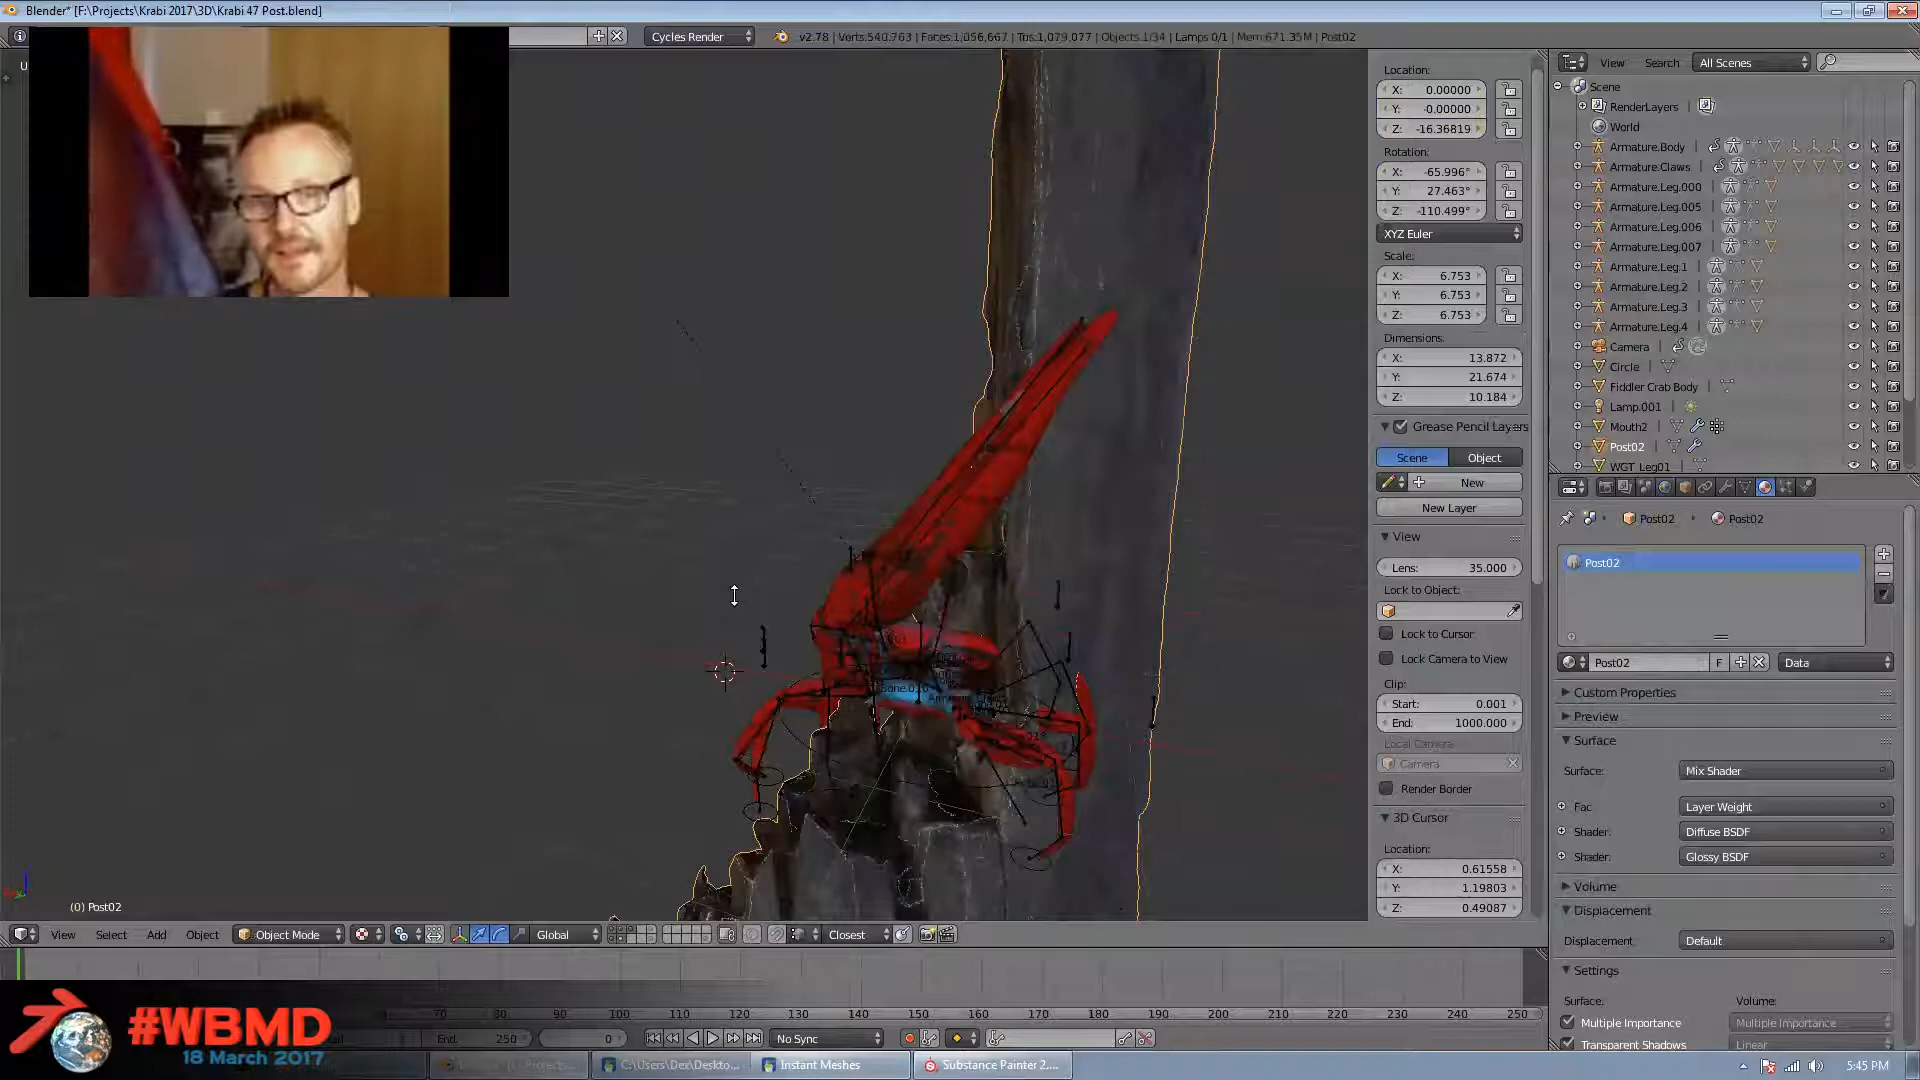 Blender* [F:\Projects\Krabi 2017\3D\Krabi 47 Post.blend]
Cycles Render
v2.78 | Verts:540,763 | Faces:1,056,667 | Tris:1,079,077 | Objects:1/34 | Lamps 0/1 | Mem:671.35M | Post02
U
(0) Post02
View Select Add Object Object Mode Global Closest
Location:
X: 0.00000
Y: -0.00000
Z: -16.36819
Rotation:
X: -65.996°
Y: 27.463°
Z: -110.499°
XYZ Euler
Scale:
X: 6.753
Y: 6.753
Z: 6.753
Dimensions:
X: 13.872
Y: 21.674
Z: 10.184
Grease Pencil Layers
Scene Object
New
New Layer
View
Lens: 35.000
Lock to Object:
Lock to Cursor
Lock Camera to View
Clip:
Start: 0.001
End: 1000.000
Local Camera
Camera
Render Border
3D Cursor
Location:
X: 0.61558
Y: 1.19803
Z: 0.49087
View Search All Scenes
Scene
RenderLayers
World
Armature.Body
Armature.Claws
Armature.Leg.000
Armature.Leg.005
Armature.Leg.006
Armature.Leg.007
Armature.Leg.1
Armature.Leg.2
Armature.Leg.3
Armature.Leg.4
Camera
Circle
Fiddler Crab Body
Lamp.001
Mouth2
Post02
WGT_Leg01
Post02 Post02
Post02
Post02 F Data
Custom Properties
Preview
Surface
Surface: Mix Shader
Fac Layer Weight
Shader: Diffuse BSDF
Shader: Glossy BSDF
Volume
Displacement
Displacement Default
Settings
Surface: Volume:
Multiple Importance Multiple Importance
Transparent Shadows Linear
70 80 90 100 110 120 130 140 150 160 170 180 190 200 210 220 230 240 250
End: 250 0 No Sync
#WBMD
18 March 2017
C:\Users\Dex\Deskto... Instant Meshes Substance Painter 2....
5:45 PM